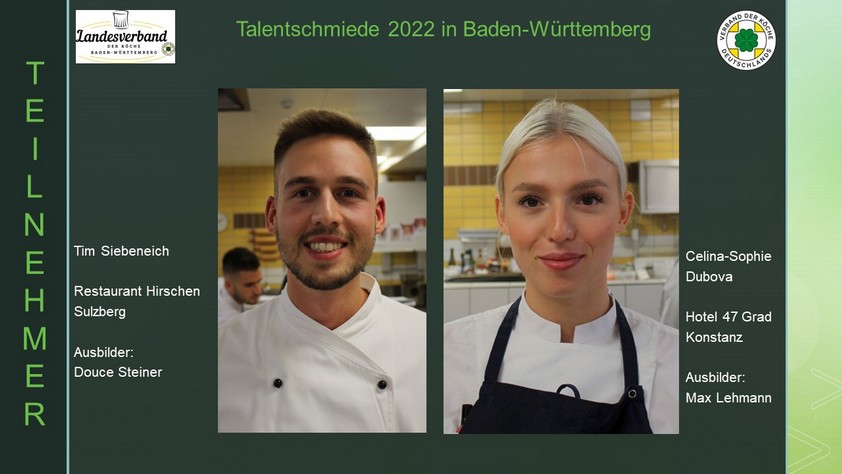 Landesverband
DER KÖCHE
BADEN-WÜRTTEMBERG
Talentschmiede 2022 in Baden-Württemberg
VERBAND DER KÖCHE
DEUTSCHLANDS
TEILNEHMER
Tim Siebeneich
Restaurant Hirschen
Sulzberg
Ausbilder:
Douce Steiner
Celina-Sophie
Dubova
Hotel 47 Grad
Konstanz
Ausbilder:
Max Lehmann